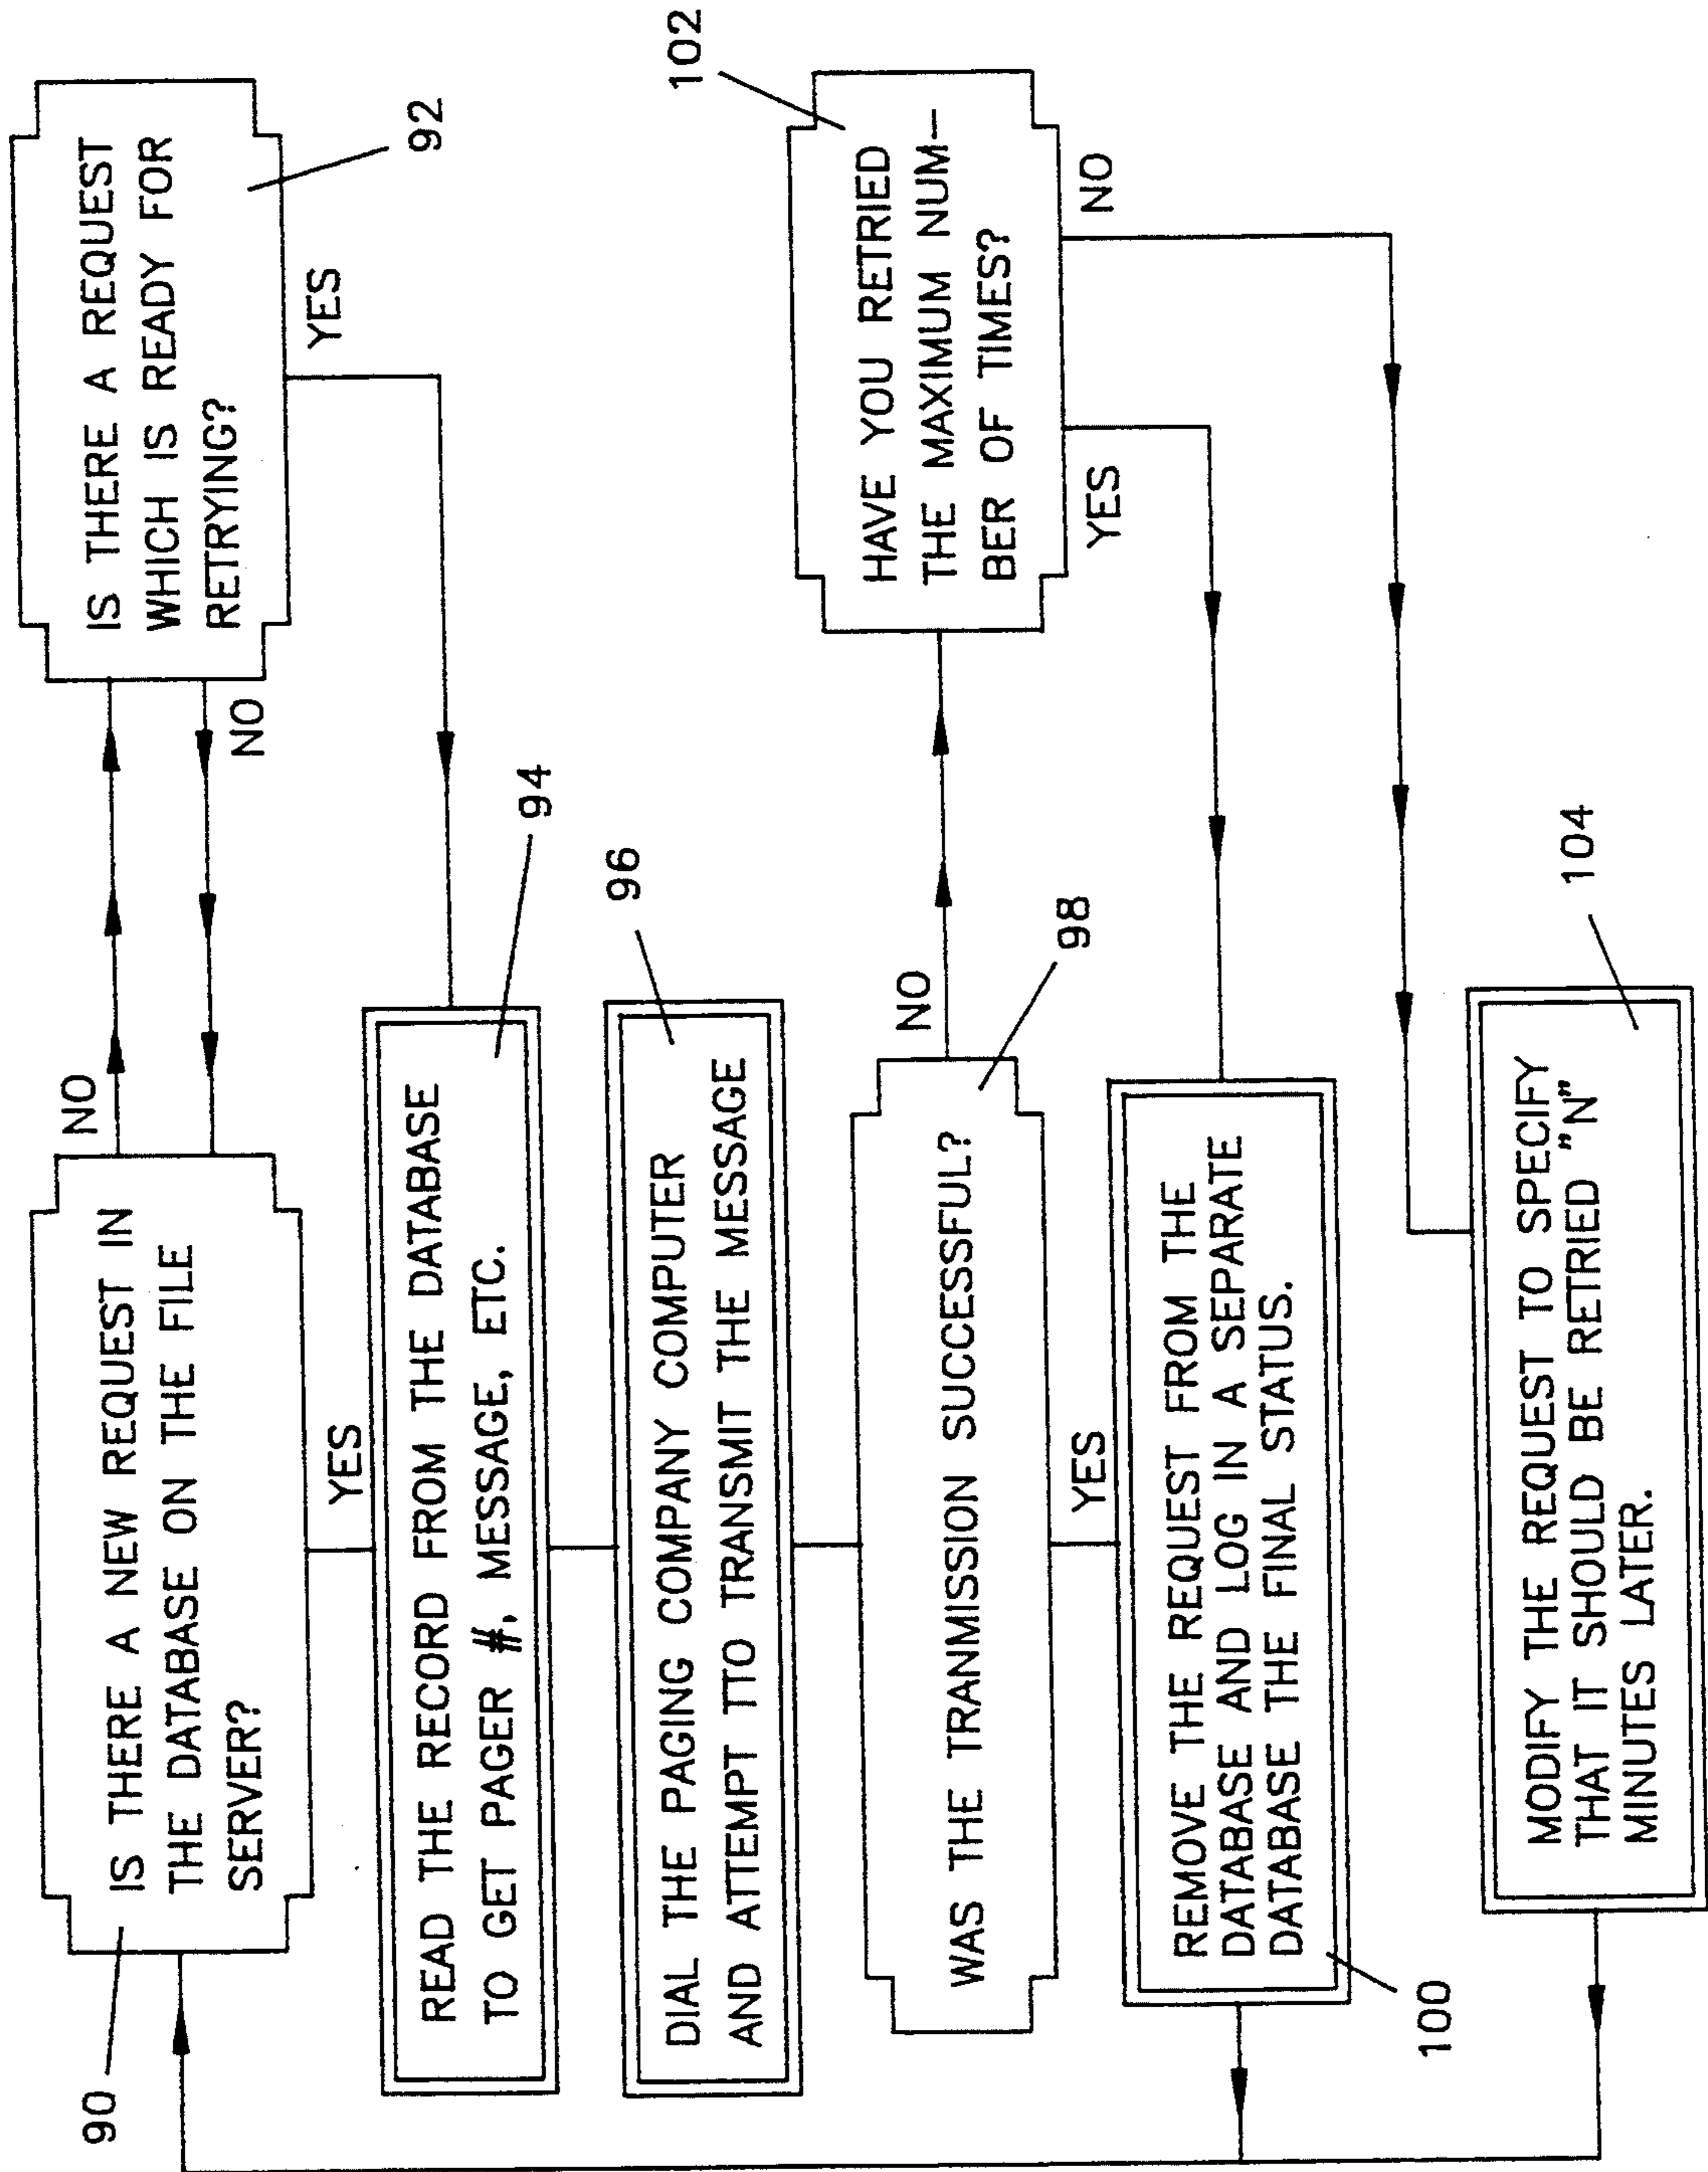 90
IS THERE A NEW REQUEST IN
THE DATABASE ON THE FILE
SERVER?
NO
YES
IS THERE A REQUEST
WHICH IS READY FOR
RETRYING?
92
NO
YES
READ THE RECORD FROM THE DATABASE
TO GET PAGER #, MESSAGE, ETC.
94
DIAL THE PAGING COMPANY COMPUTER
AND ATTEMPT TTO TRANSMIT THE MESSAGE
96
WAS THE TRANMISSION SUCCESSFUL?
98
NO
YES
HAVE YOU RETRIED
THE MAXIMUM NUM–
BER OF TIMES?
102
YES
NO
REMOVE THE REQUEST FROM THE
DATABASE AND LOG IN A SEPARATE
DATABASE THE FINAL STATUS.
100
MODIFY THE REQUEST TO SPECIFY
THAT IT SHOULD BE RETRIED "N"
MINUTES LATER.
104